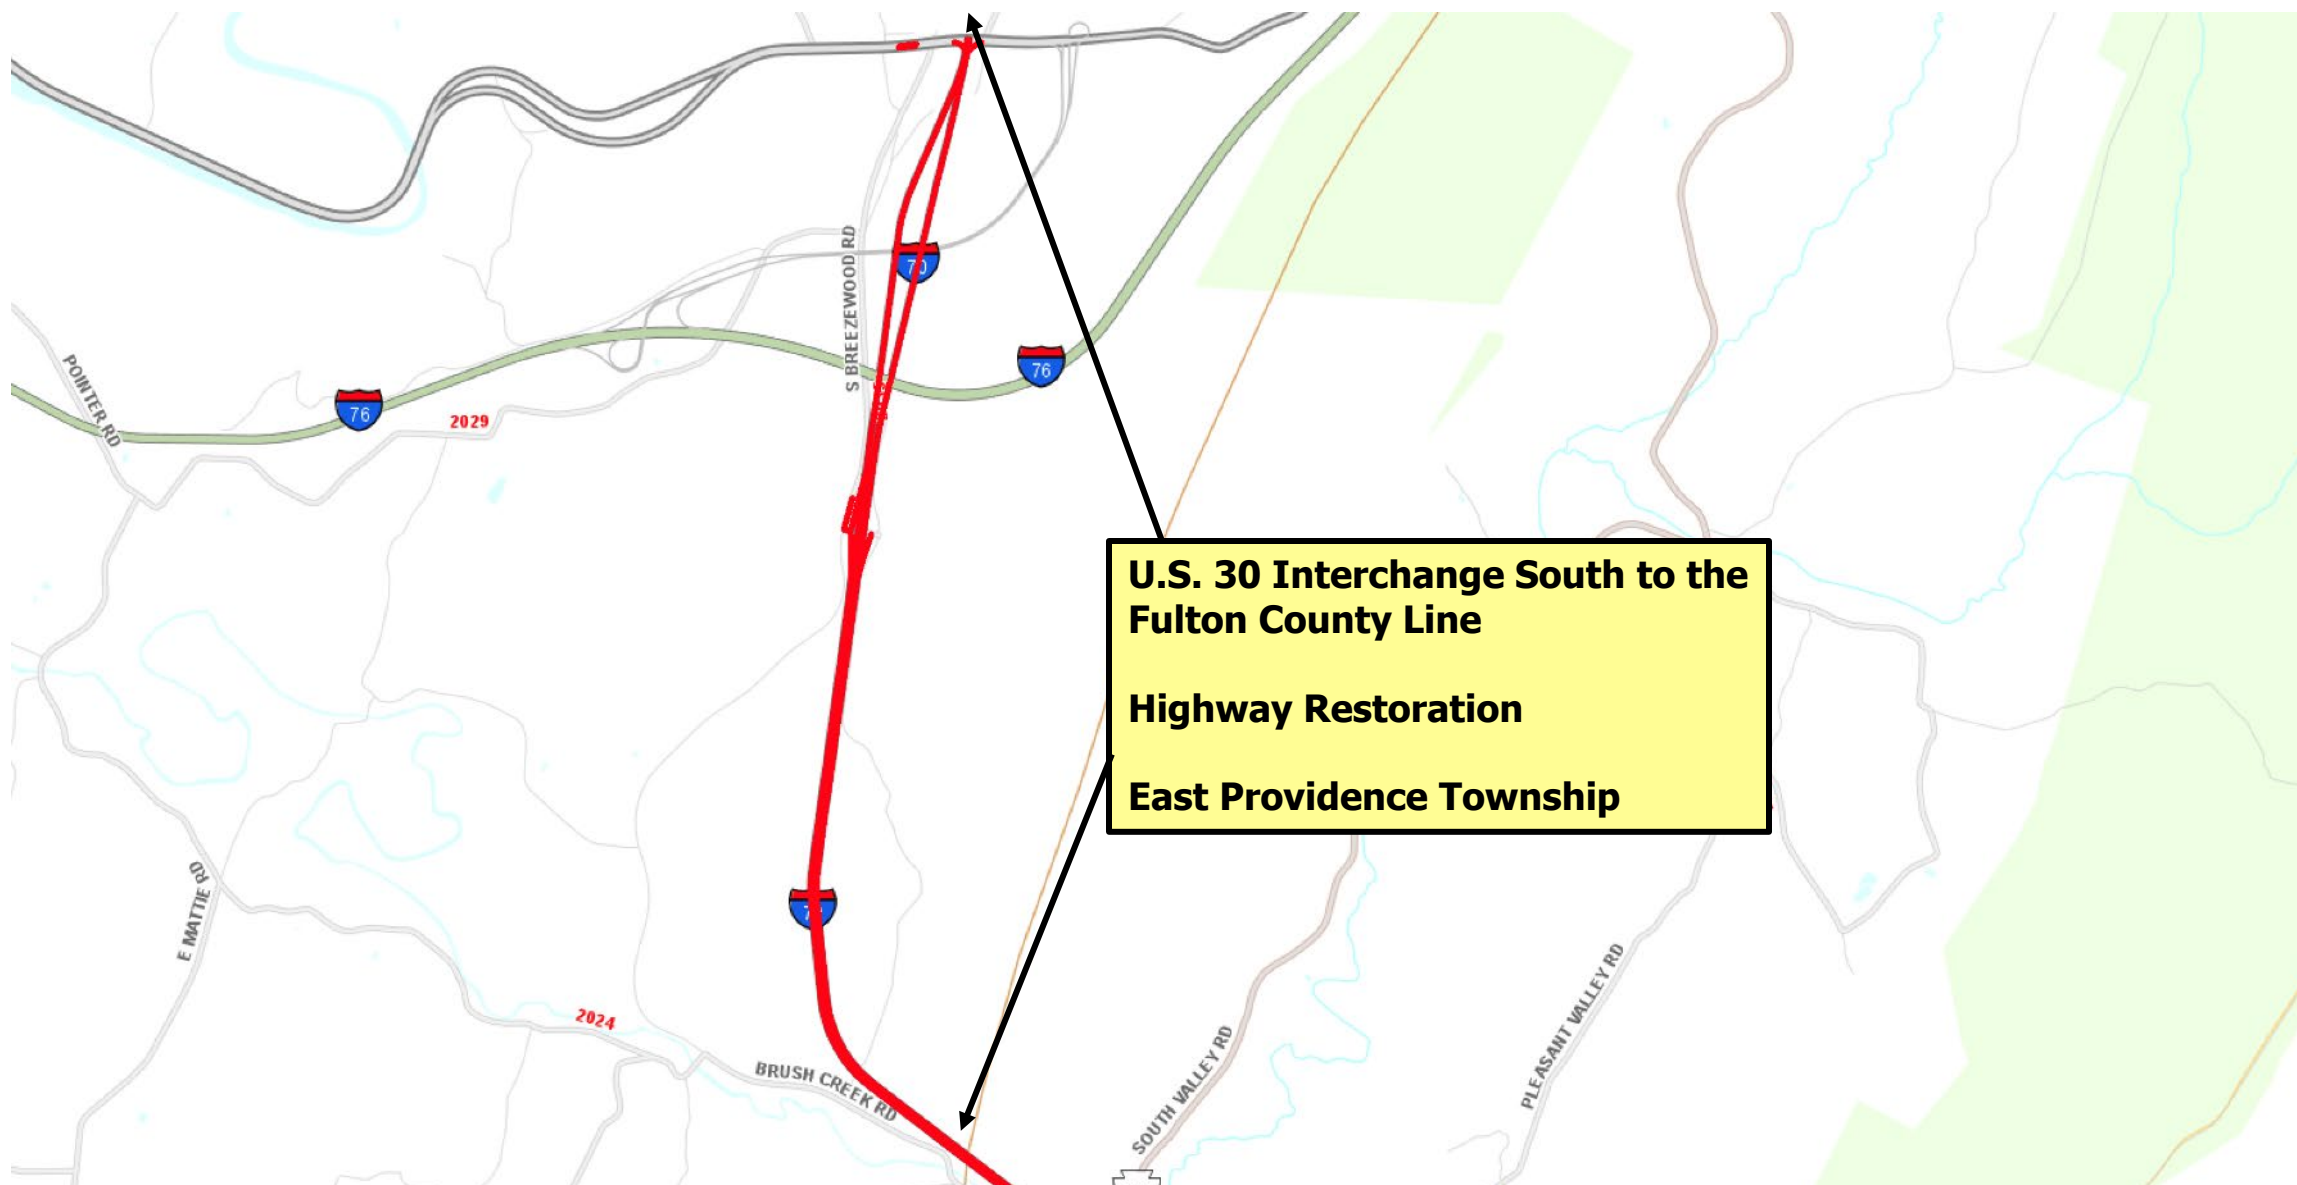 70
S BREEZEWOOD RD
76
POINTER RD
76
2029
U.S. 30 Interchange South to the
Fulton County Line
Highway Restoration
East Providence Township
E MATTIE RD
2024
BRUSH CREEK RD
SOUTH VALLEY RD
PLEASANT VALLEY RD